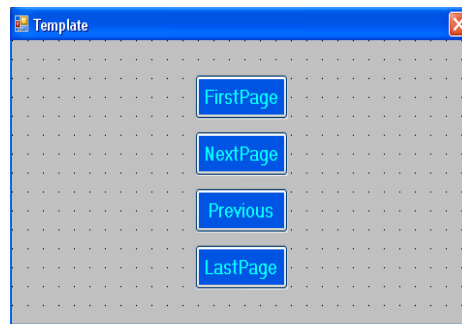 Template
FirstPage
NextPage
Previous
LastPage